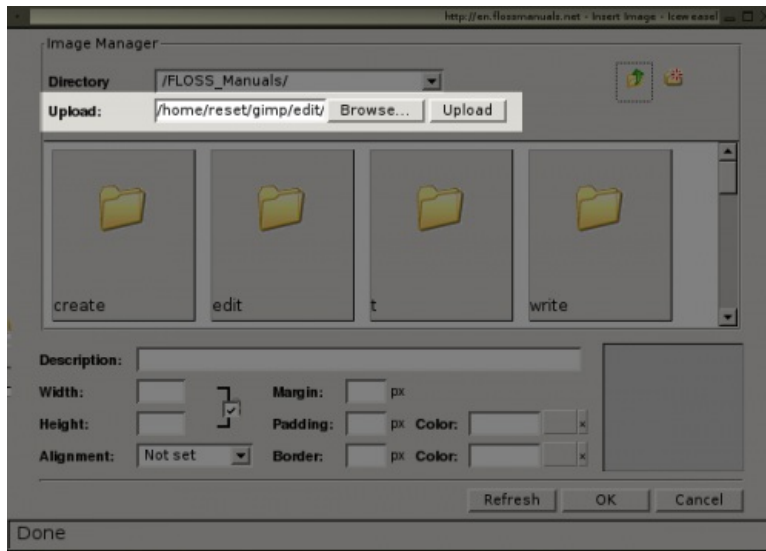 http://en.flossmanuals.net - Insert Image - Iceweasel
Image Manager
Directory /FLOSS_Manuals/
Upload: /home/reset/gimp/edit/ Browse... Upload
create edit t write
Description:
Width: Margin: px
Height: Padding: px Color: x
Alignment: Not set Border: px Color: x
Refresh OK Cancel
Done